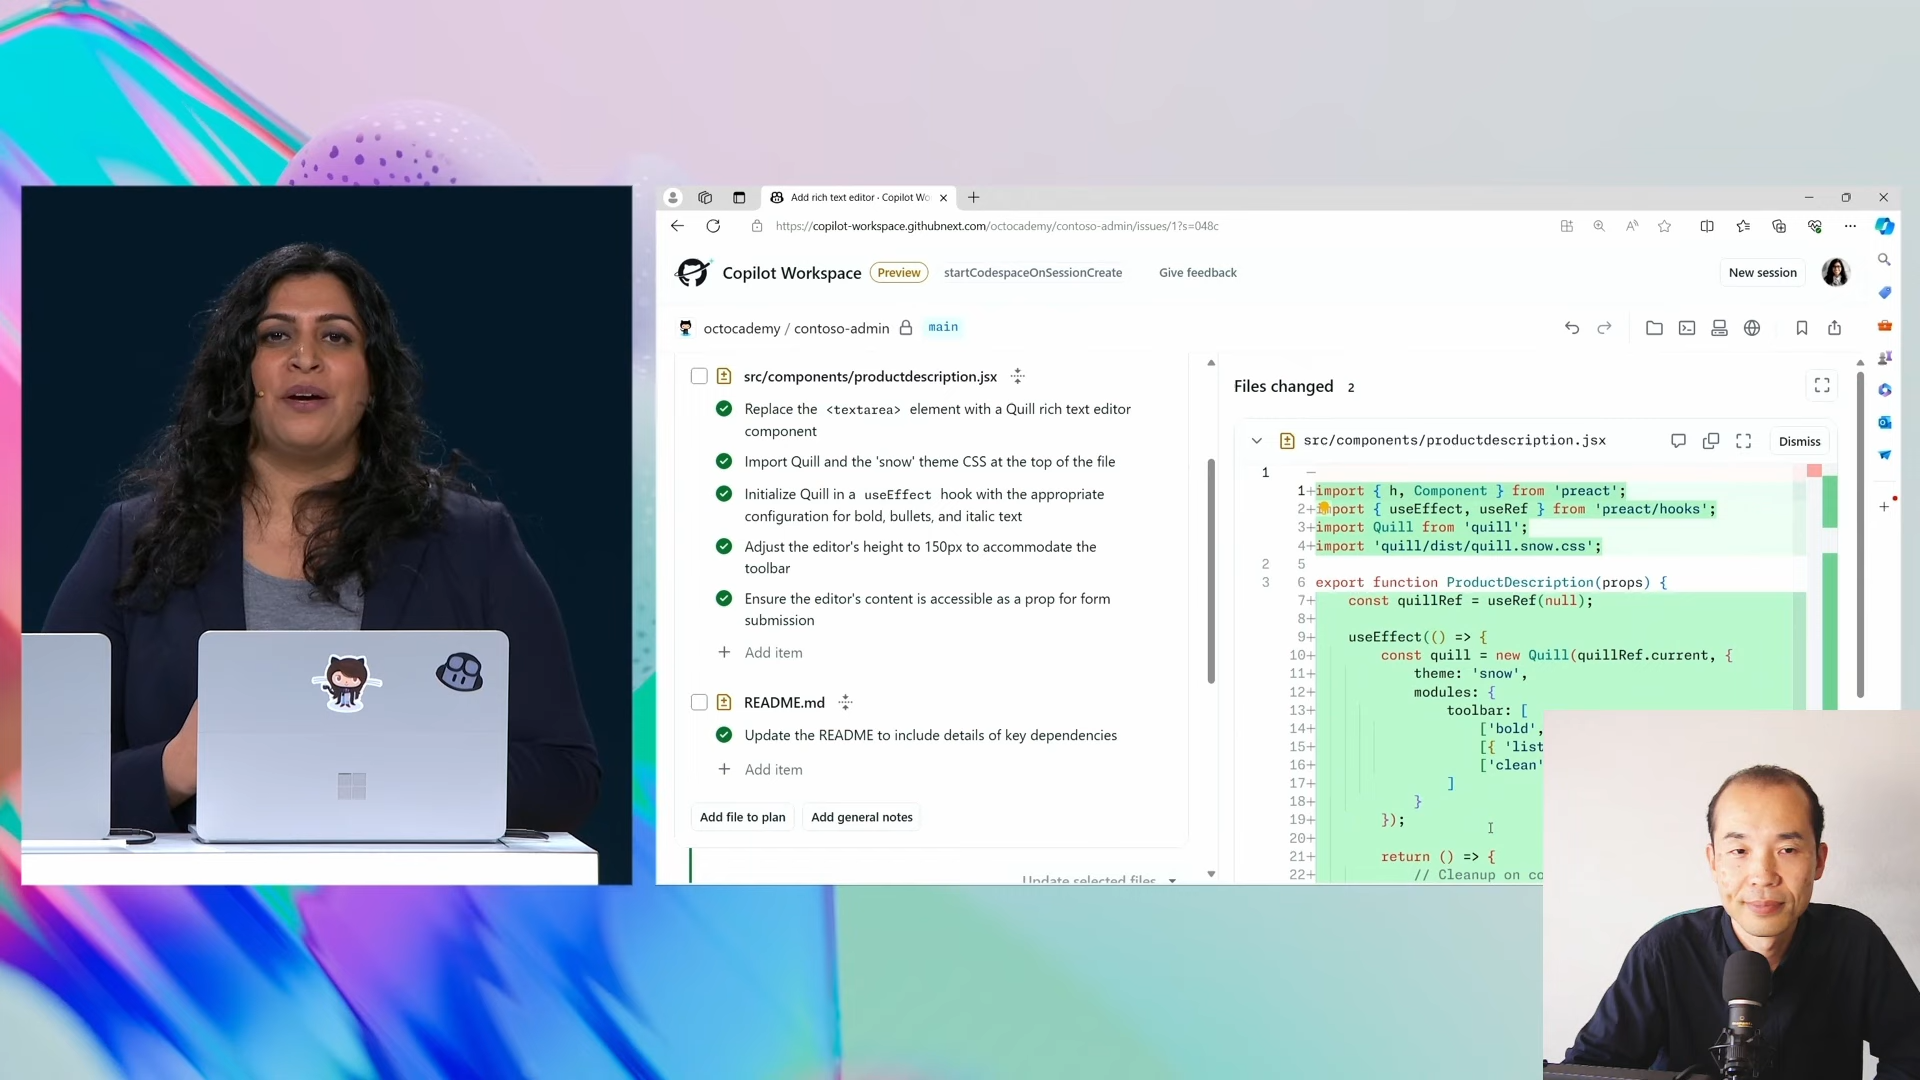 Add rich text editor · Copilot Wo
https://copilot-workspace.githubnext.com/octocademy/contoso-admin/issues/1?s=048c
Copilot Workspace
Preview
startCodespaceOnSessionCreate
Give feedback
New session
octocademy / contoso-admin
main
src/components/productdescription.jsx
Replace the <textarea> element with a Quill rich text editor
component
Import Quill and the 'snow' theme CSS at the top of the file
Initialize Quill in a useEffect hook with the appropriate
configuration for bold, bullets, and italic text
Adjust the editor's height to 150px to accommodate the
toolbar
Ensure the editor's content is accessible as a prop for form
submission
+ Add item
README.md
Update the README to include details of key dependencies
+ Add item
Add file to plan
Add general notes
Update selected files
Files changed 2
src/components/productdescription.jsx
Dismiss
1 −
1+import { h, Component } from 'preact';
2+import { useEffect, useRef } from 'preact/hooks';
3+import Quill from 'quill';
4+import 'quill/dist/quill.snow.css';
2 5
3 6 export function ProductDescription(props) {
7+ const quillRef = useRef(null);
8+
9+ useEffect(() => {
10+ const quill = new Quill(quillRef.current, {
11+ theme: 'snow',
12+ modules: {
13+ toolbar: [
14+ ['bold',
15+ [{ 'list
16+ ['clean'
17+ ]
18+ }
19+ });
20+
21+ return () => {
22+ // Cleanup on co